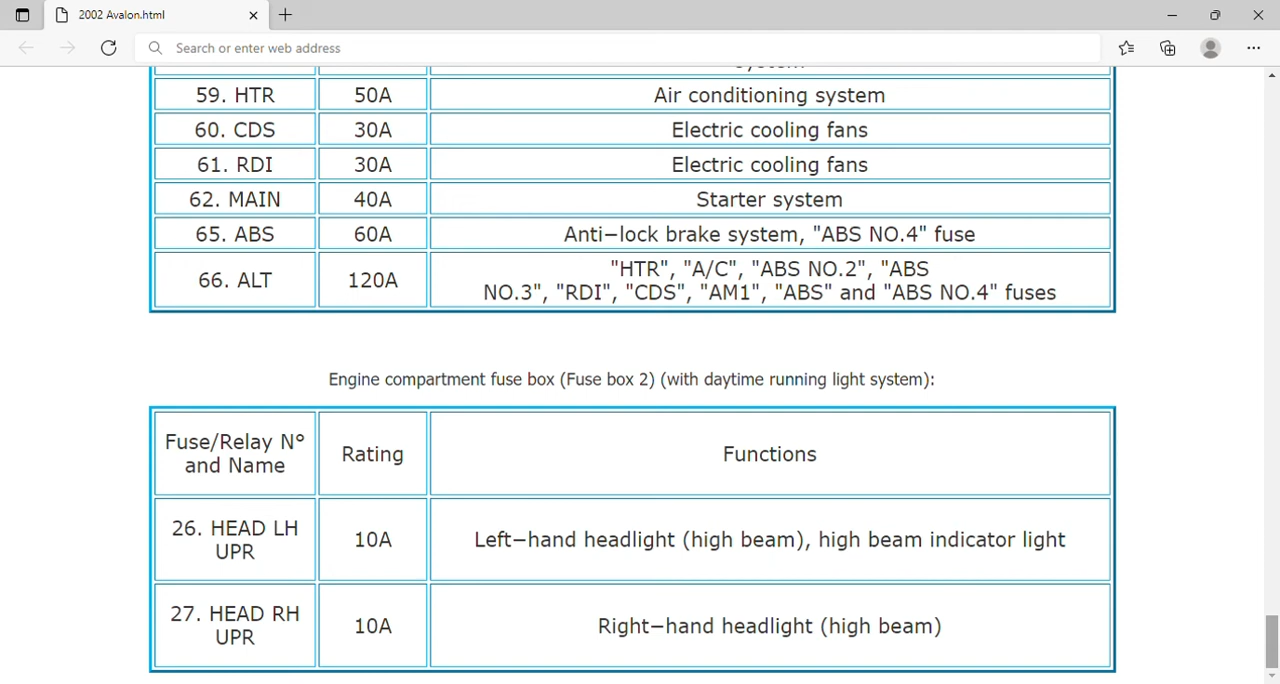 2002 Avalon.html
Search or enter web address
59. HTR 50A Air conditioning system
60. CDS 30A Electric cooling fans
61. RDI 30A Electric cooling fans
62. MAIN 40A Starter system
65. ABS 60A Anti−lock brake system, "ABS NO.4" fuse
66. ALT 120A "HTR", "A/C", "ABS NO.2", "ABS
NO.3", "RDI", "CDS", "AM1", "ABS" and "ABS NO.4" fuses
Engine compartment fuse box (Fuse box 2) (with daytime running light system):
Fuse/Relay N°
and Name
Rating
Functions
26. HEAD LH
UPR
10A
Left−hand headlight (high beam), high beam indicator light
27. HEAD RH
UPR
10A
Right−hand headlight (high beam)